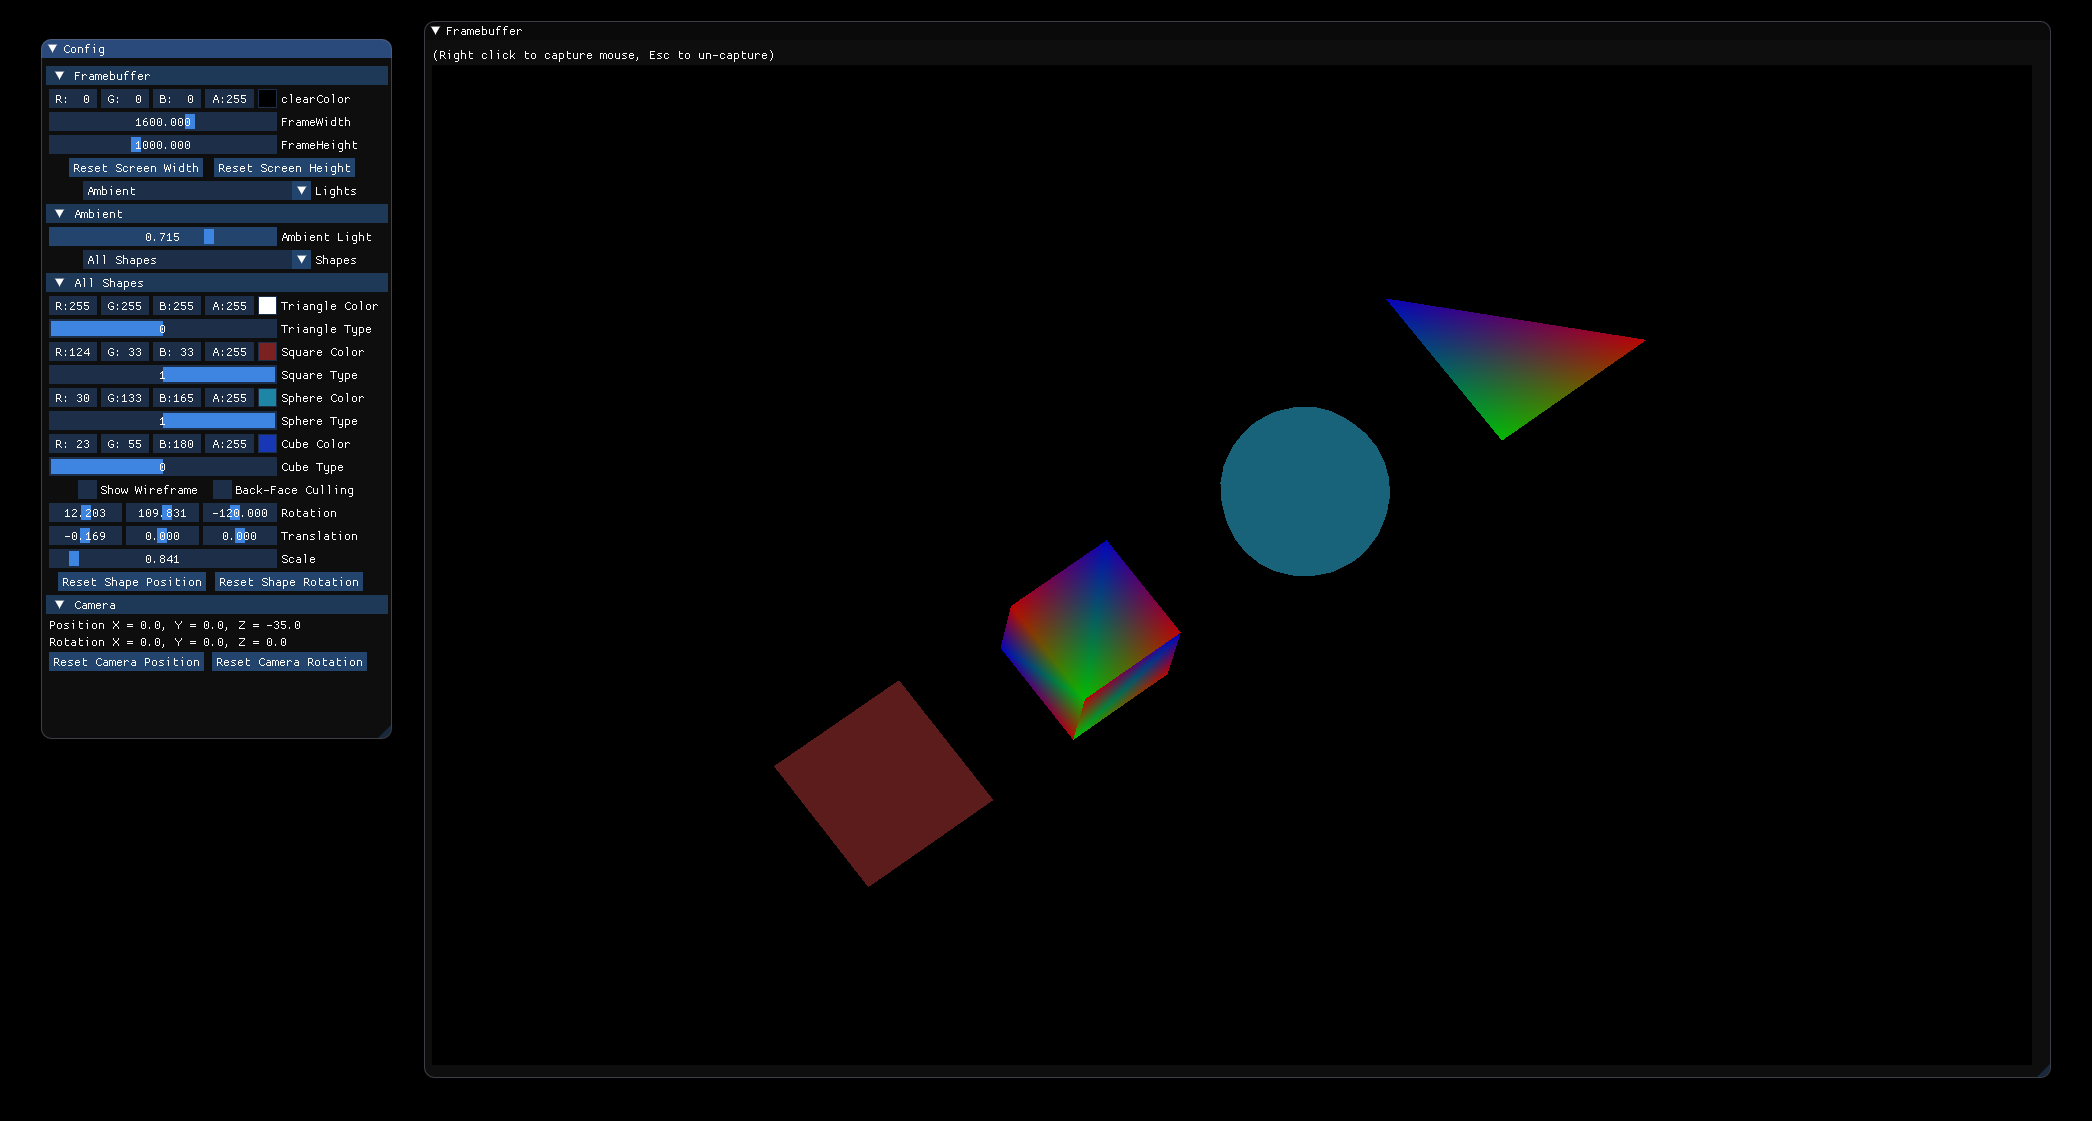 Config
Framebuffer
R: 0 G: 0 B: 0 A:255 clearColor
1600.000 FrameWidth
1000.000 FrameHeight
Reset Screen Width Reset Screen Height
Ambient Lights
Ambient
0.715 Ambient Light
All Shapes Shapes
All Shapes
R:255 G:255 B:255 A:255 Triangle Color
0 Triangle Type
R:124 G: 33 B: 33 A:255 Square Color
1 Square Type
R: 30 G:133 B:165 A:255 Sphere Color
1 Sphere Type
R: 23 G: 55 B:180 A:255 Cube Color
0 Cube Type
Show Wireframe Back-Face Culling
12.203 109.831 -120.000 Rotation
-0.169 0.000 0.000 Translation
0.841 Scale
Reset Shape Position Reset Shape Rotation
Camera
Position X = 0.0, Y = 0.0, Z = -35.0
Rotation X = 0.0, Y = 0.0, Z = 0.0
Reset Camera Position Reset Camera Rotation
Framebuffer
(Right click to capture mouse, Esc to un-capture)